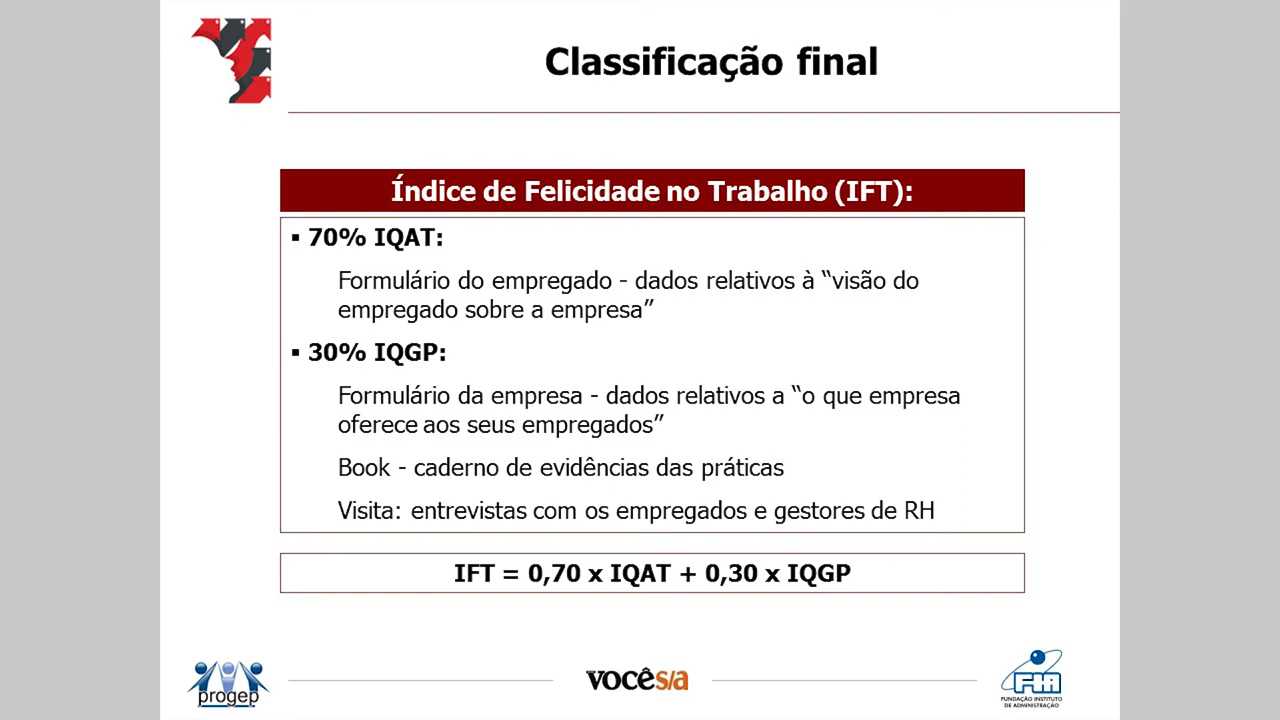 Classificação final
Índice de Felicidade no Trabalho (IFT):
▪ 70% IQAT:
Formulário do empregado - dados relativos à “visão do
empregado sobre a empresa”
▪ 30% IQGP:
Formulário da empresa - dados relativos a “o que empresa
oferece aos seus empregados”
Book - caderno de evidências das práticas
Visita: entrevistas com os empregados e gestores de RH
IFT = 0,70 x IQAT + 0,30 x IQGP
progep
VOCÊ S/A
FIA
FUNDAÇÃO INSTITUTO
DE ADMINISTRAÇÃO